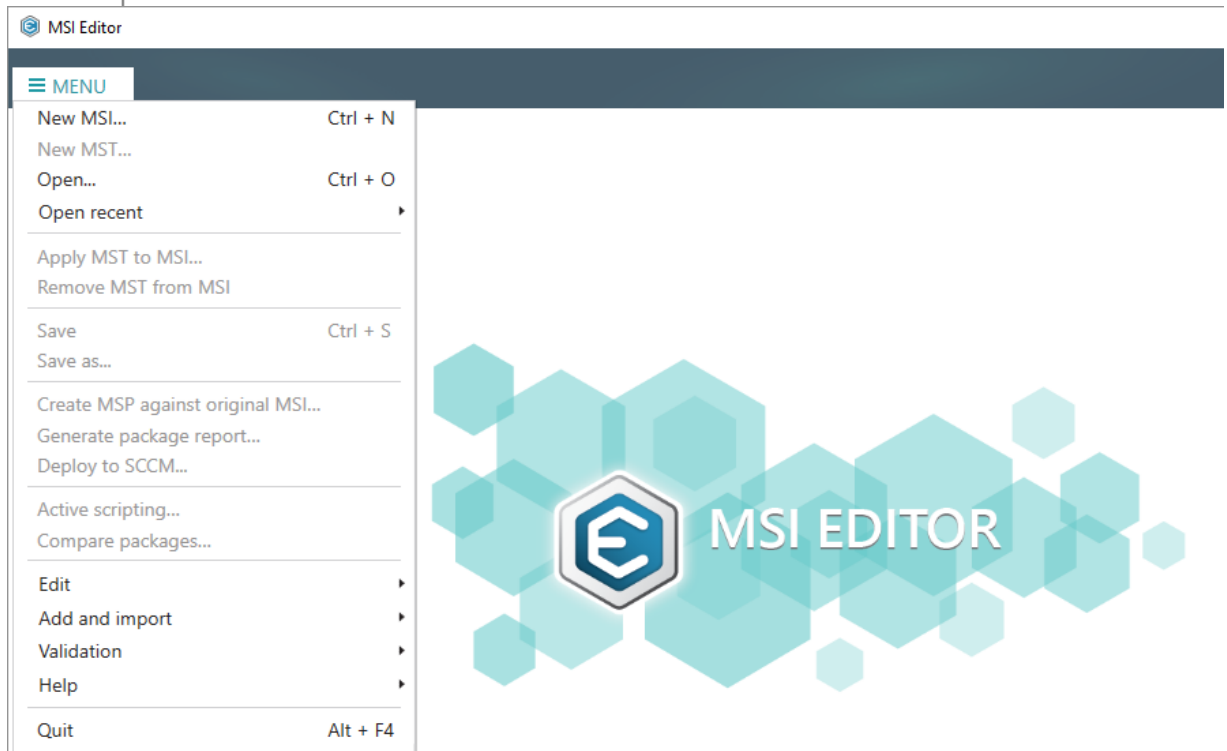 MSI Editor
MENU
New MSI... Ctrl + N
New MST...
Open... Ctrl + O
Open recent
Apply MST to MSI...
Remove MST from MSI
Save Ctrl + S
Save as...
Create MSP against original MSI...
Generate package report...
Deploy to SCCM...
Active scripting...
Compare packages...
Edit
Add and import
Validation
Help
Quit Alt + F4
MSI EDITOR